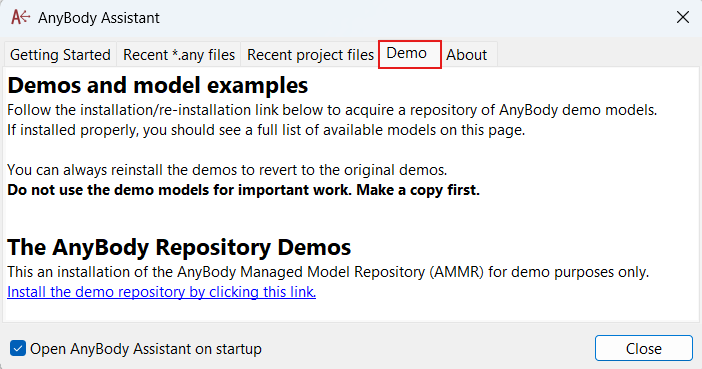 AnyBody Assistant
Getting Started Recent *.any files Recent project files Demo About
Demos and model examples
Follow the installation/re-installation link below to acquire a repository of AnyBody demo models.
If installed properly, you should see a full list of available models on this page.
You can always reinstall the demos to revert to the original demos.
Do not use the demo models for important work. Make a copy first.
The AnyBody Repository Demos
This an installation of the AnyBody Managed Model Repository (AMMR) for demo purposes only.
Install the demo repository by clicking this link.
Open AnyBody Assistant on startup
Close